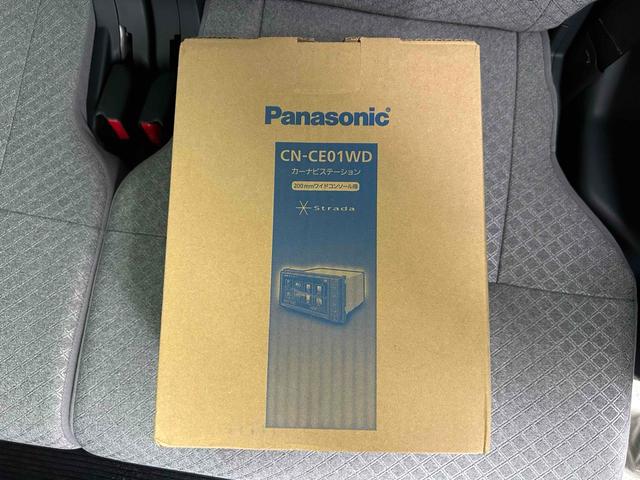 Panasonic
CN-CE01WD
カーナビステーション
200mmワイドコンソール用
Strada